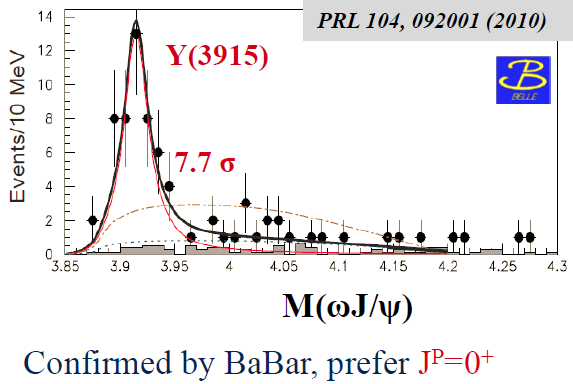 PRL 104, 092001 (2010)
Y(3915)
B
BELLE
7.7 σ
Events/10 MeV
14
12
10
8
6
4
2
0
3.85 3.9 3.95 4 4.05 4.1 4.15 4.2 4.25 4.3
M(ωJ/ψ)
Confirmed by BaBar, prefer Jᴾ=0⁺